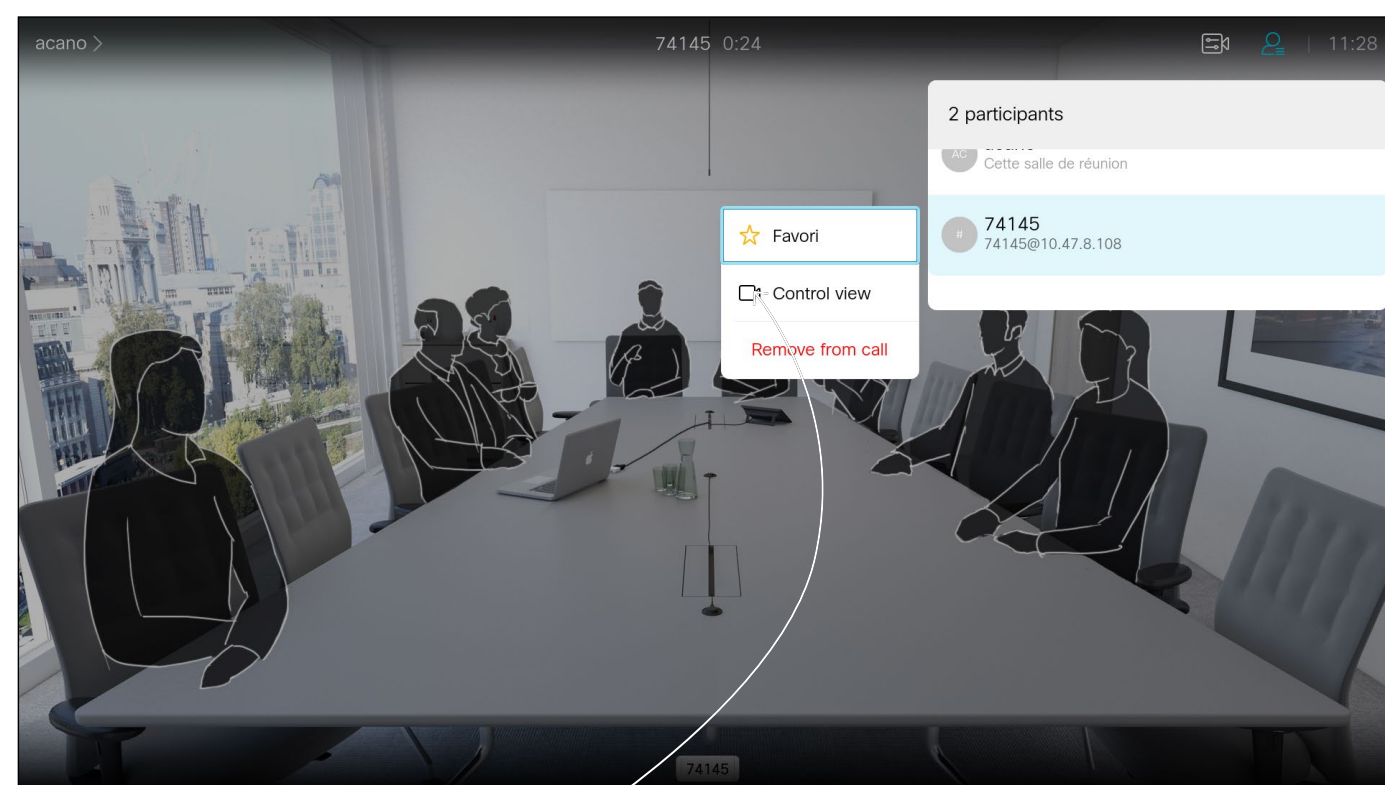 acano
74145 0:24
11:28
2 participants
AC
Cette salle de réunion
#
74145
74145@10.47.8.108
Favori
Control view
Remove from call
74145